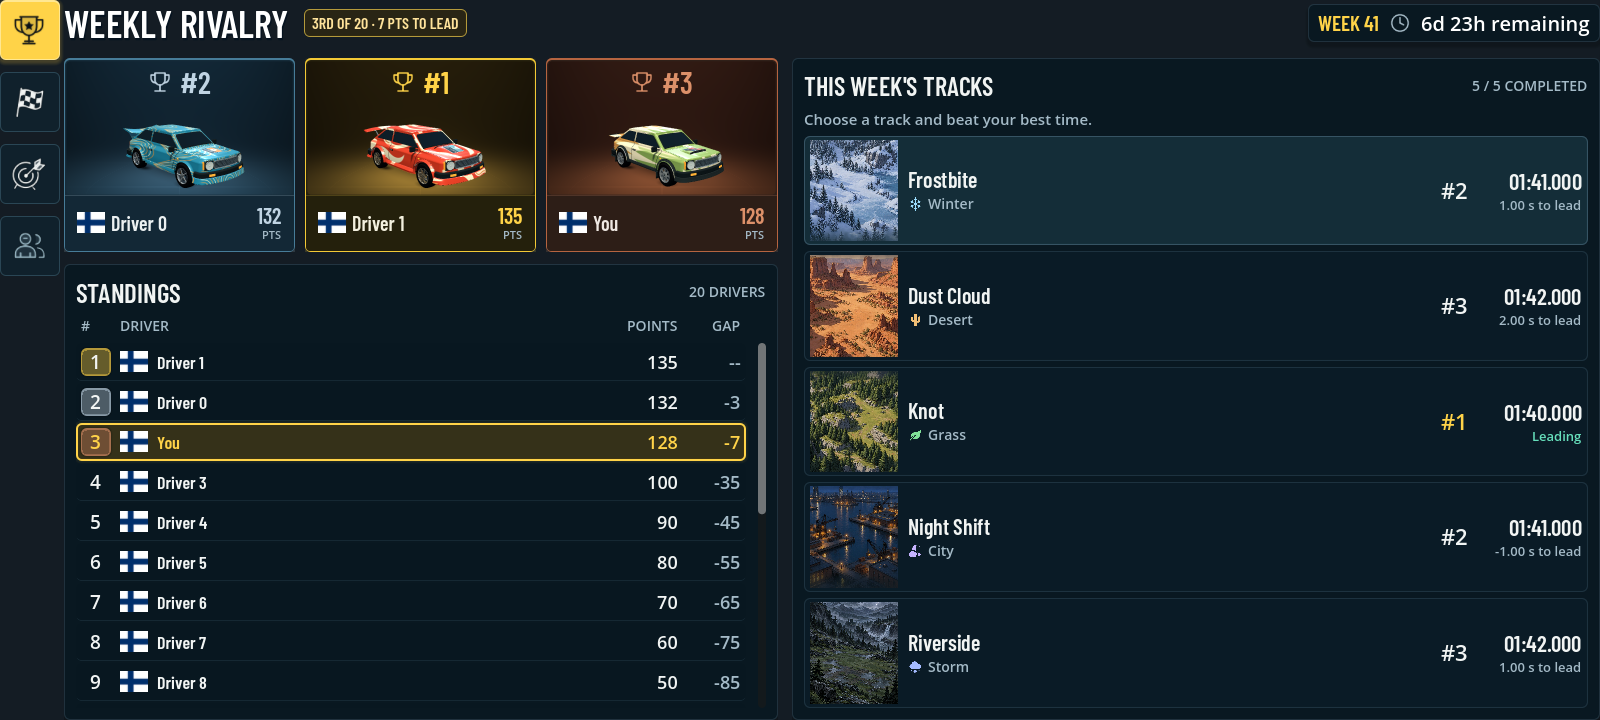 WEEKLY RIVALRY
3RD OF 20 · 7 PTS TO LEAD
WEEK 41 6d 23h remaining
#2
Driver 0
132
PTS
#1
Driver 1
135
PTS
#3
You
128
PTS
STANDINGS
20 DRIVERS
# DRIVER POINTS GAP
1 Driver 1 135 --
2 Driver 0 132 -3
3 You 128 -7
4 Driver 3 100 -35
5 Driver 4 90 -45
6 Driver 5 80 -55
7 Driver 6 70 -65
8 Driver 7 60 -75
9 Driver 8 50 -85
THIS WEEK'S TRACKS
5 / 5 COMPLETED
Choose a track and beat your best time.
Frostbite
Winter
#2
01:41.000
1.00 s to lead
Dust Cloud
Desert
#3
01:42.000
2.00 s to lead
Knot
Grass
#1
01:40.000
Leading
Night Shift
City
#2
01:41.000
-1.00 s to lead
Riverside
Storm
#3
01:42.000
1.00 s to lead